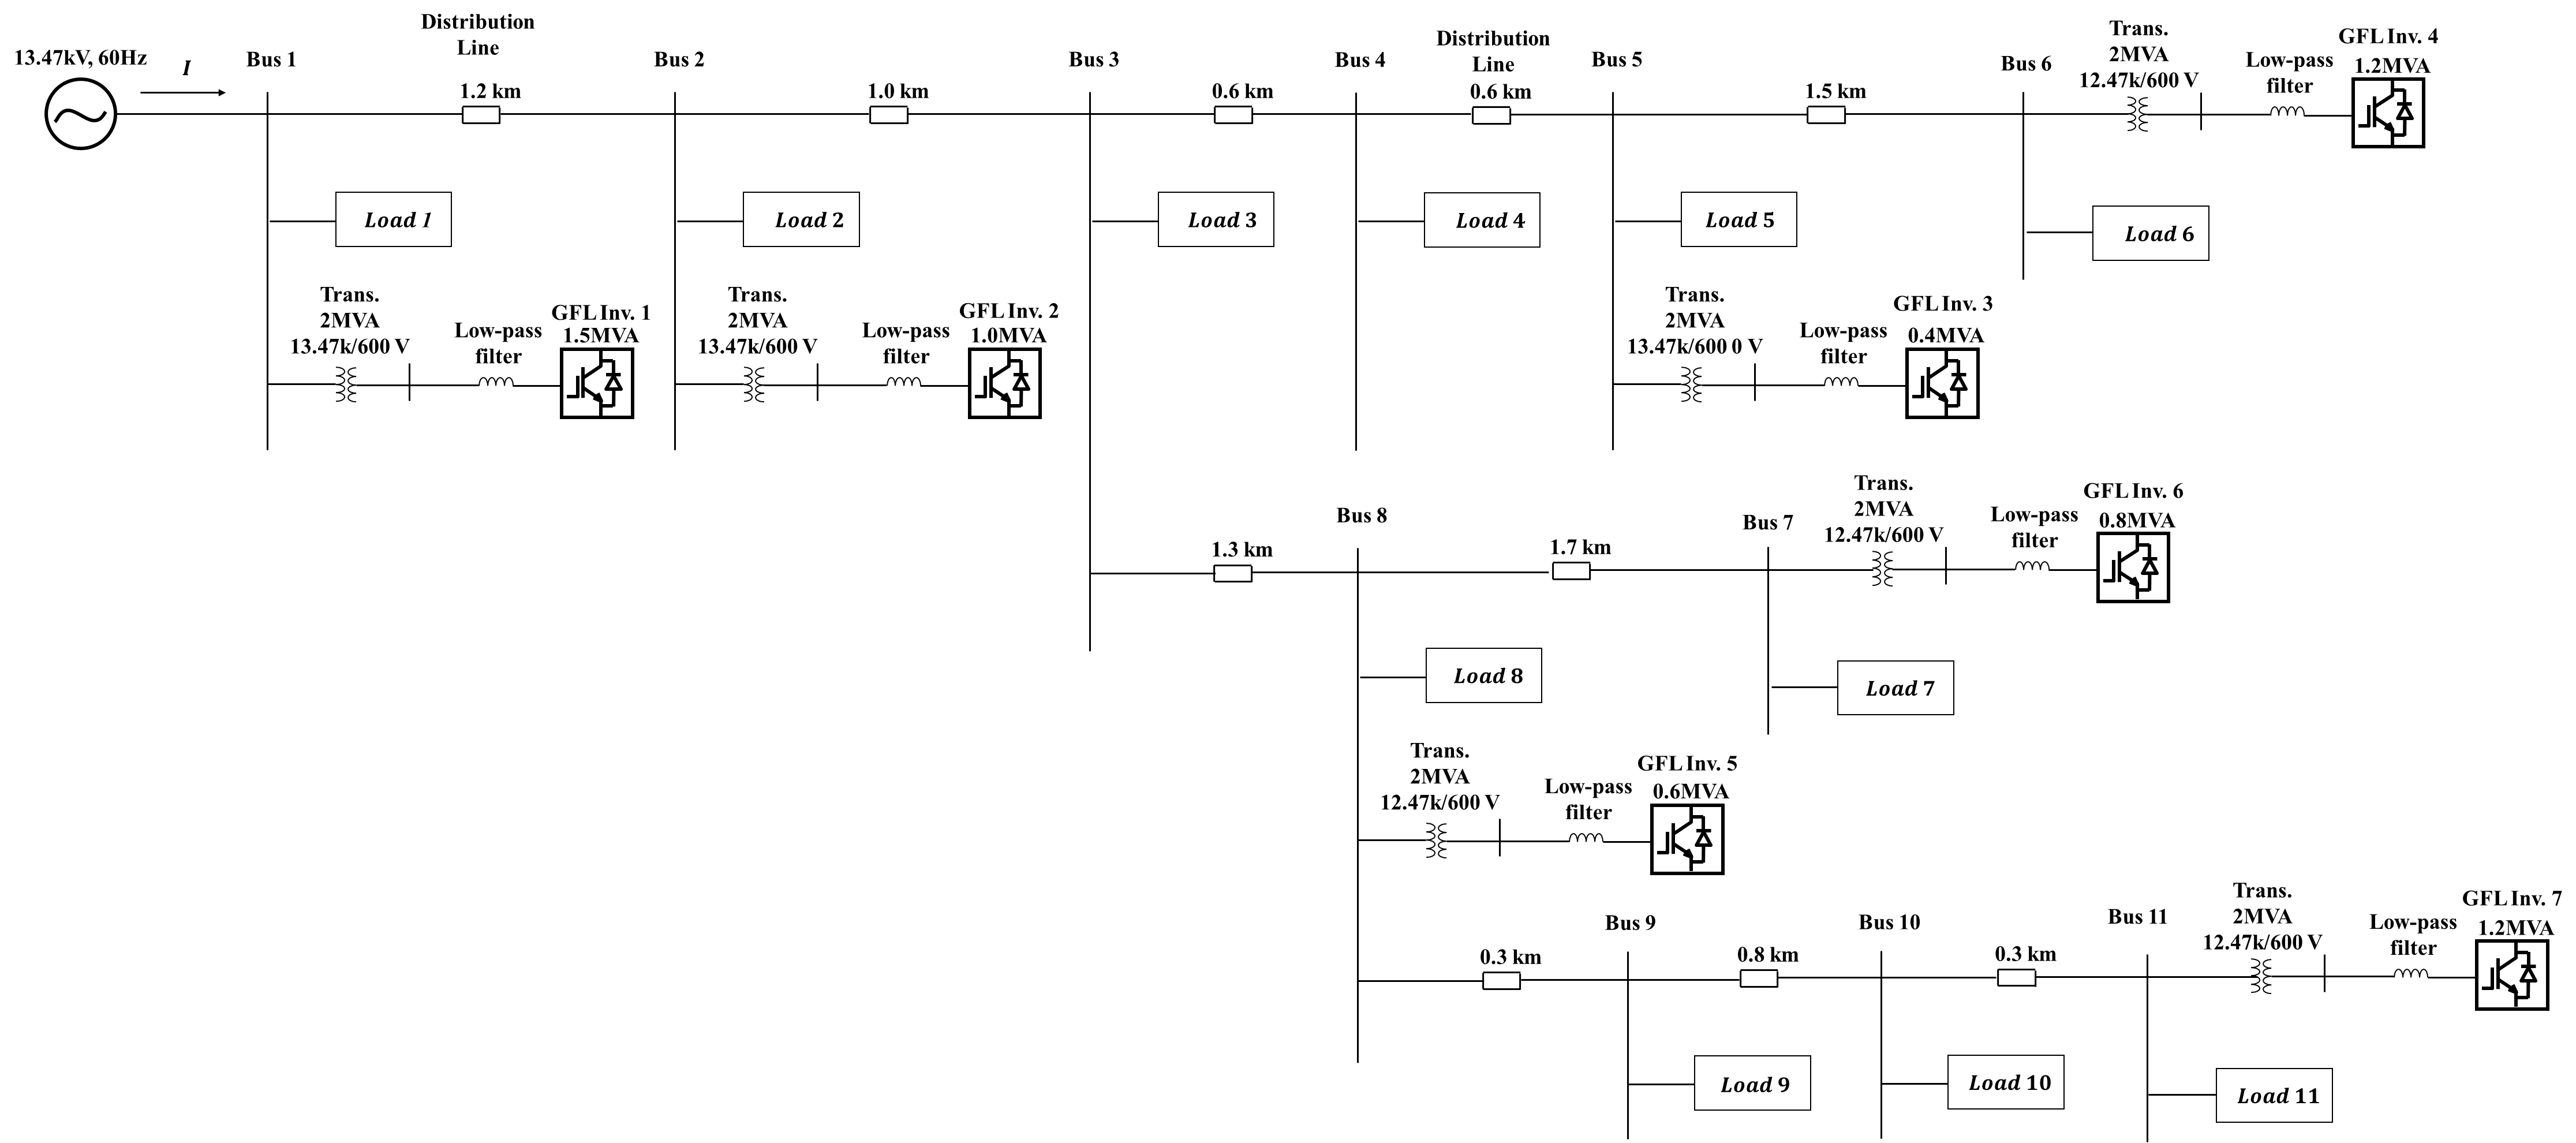 Distribution
Line
13.47kV, 60Hz
I
Bus 1
1.2 km
Bus 2
1.0 km
Bus 3
0.6 km
Bus 4
Distribution
Line
0.6 km
Bus 5
1.5 km
Bus 6
Trans.
2MVA
12.47k/600 V
Low-pass
filter
GFL Inv. 4
1.2MVA
Load 1
Load 2
Load 3
Load 4
Load 5
Load 6
Trans.
2MVA
13.47k/600 V
Low-pass
filter
GFL Inv. 1
1.5MVA
Trans.
2MVA
13.47k/600 V
Low-pass
filter
GFL Inv. 2
1.0MVA
Trans.
2MVA
13.47k/600 0 V
Low-pass
filter
GFL Inv. 3
0.4MVA
Bus 8
1.3 km
1.7 km
Bus 7
Trans.
2MVA
12.47k/600 V
Low-pass
filter
GFL Inv. 6
0.8MVA
Load 8
Load 7
Trans.
2MVA
12.47k/600 V
Low-pass
filter
GFL Inv. 5
0.6MVA
0.3 km
Bus 9
0.8 km
Bus 10
0.3 km
Bus 11
Trans.
2MVA
12.47k/600 V
Low-pass
filter
GFL Inv. 7
1.2MVA
Load 9
Load 10
Load 11